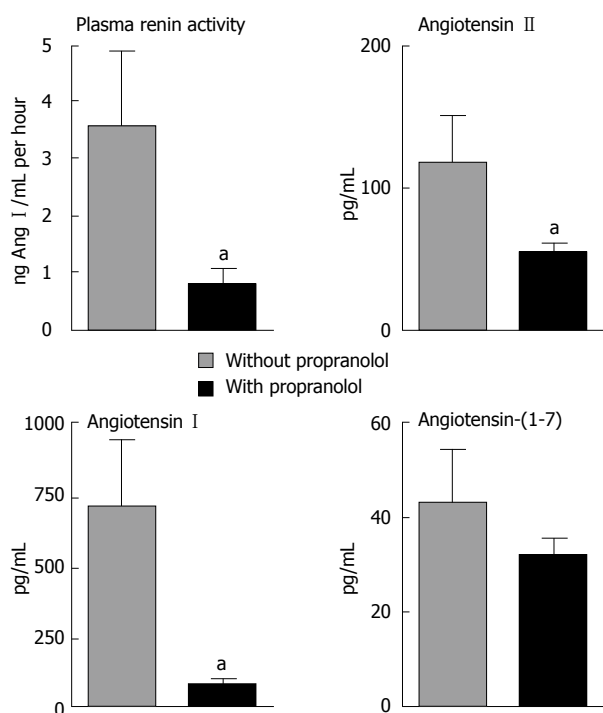 Plasma renin activity
5
4
3
2
1
0
ng Ang I /mL per hour
a
Angiotensin II
200
100
0
pg/mL
a
Without propranolol
With propranolol
Angiotensin I
1000
750
500
250
0
pg/mL
a
Angiotensin-(1-7)
60
40
20
0
pg/mL